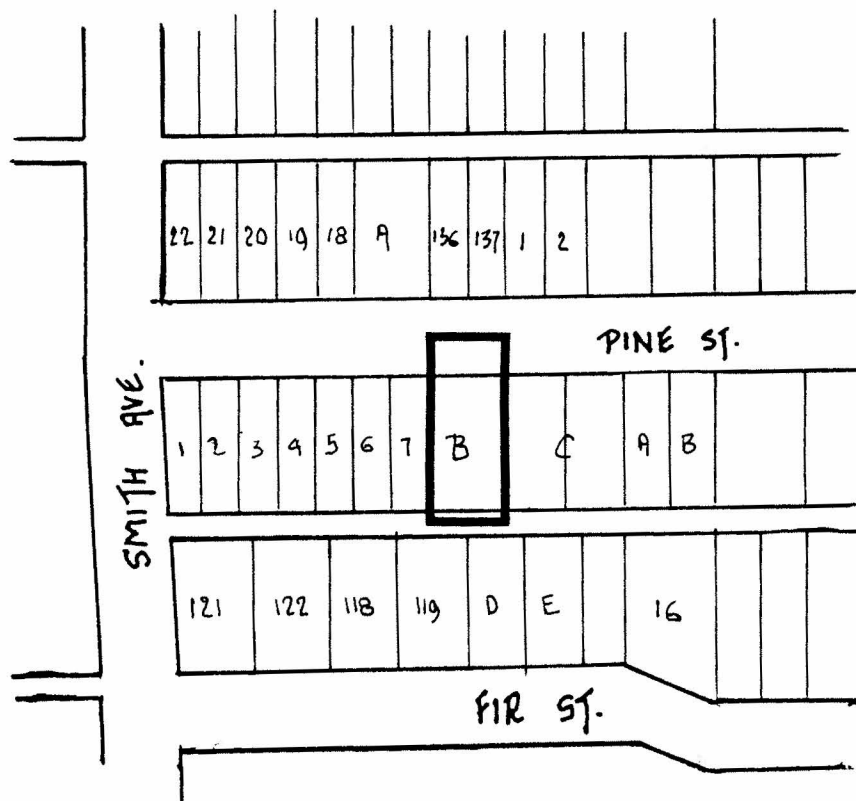 22 21 20 19 18 A 136 137 1 2
PINE ST.
SMITH AVE.
1 2 3 4 5 6 7 B C A B
121 122 118 119 D E 16
FIR ST.